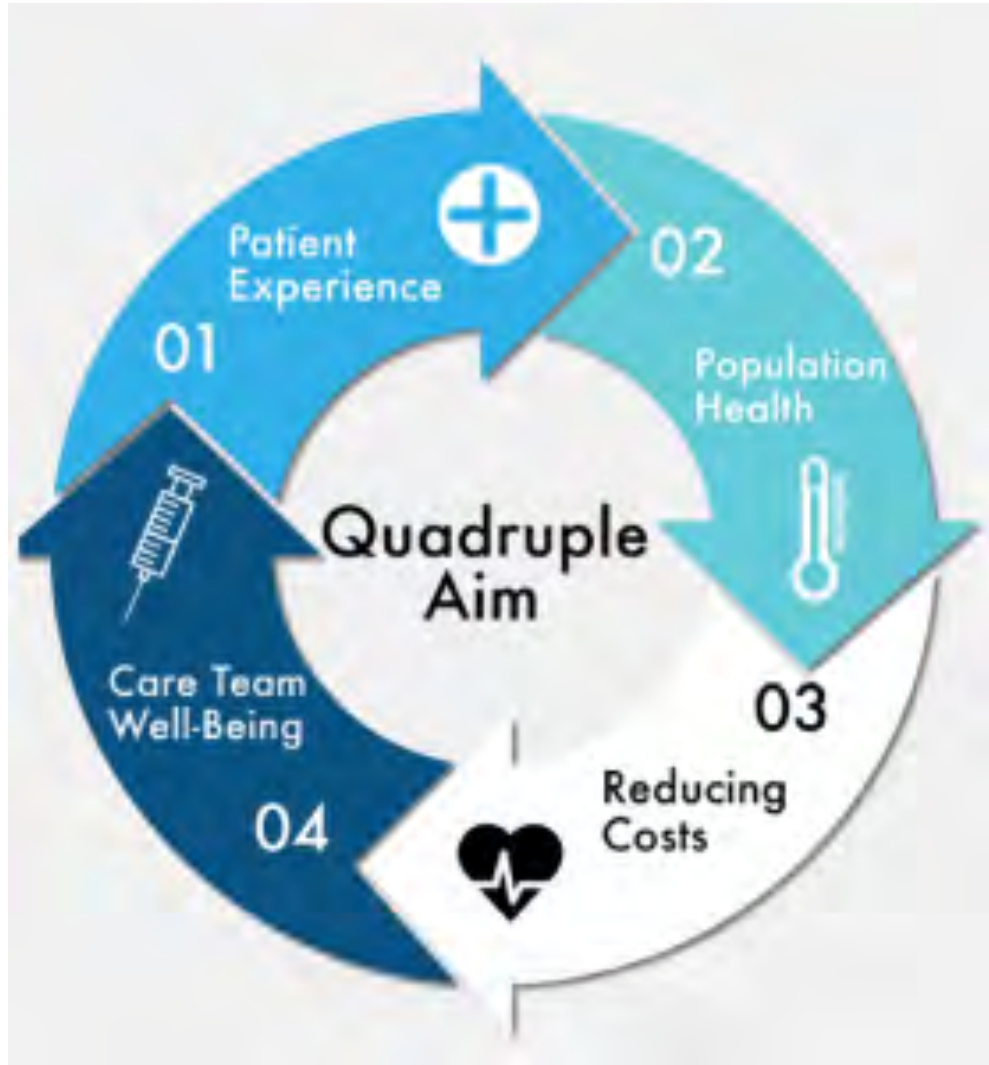 Quadruple
Aim
01
Patient
Experience
02
Population
Health
03
Reducing
Costs
04
Care Team
Well-Being